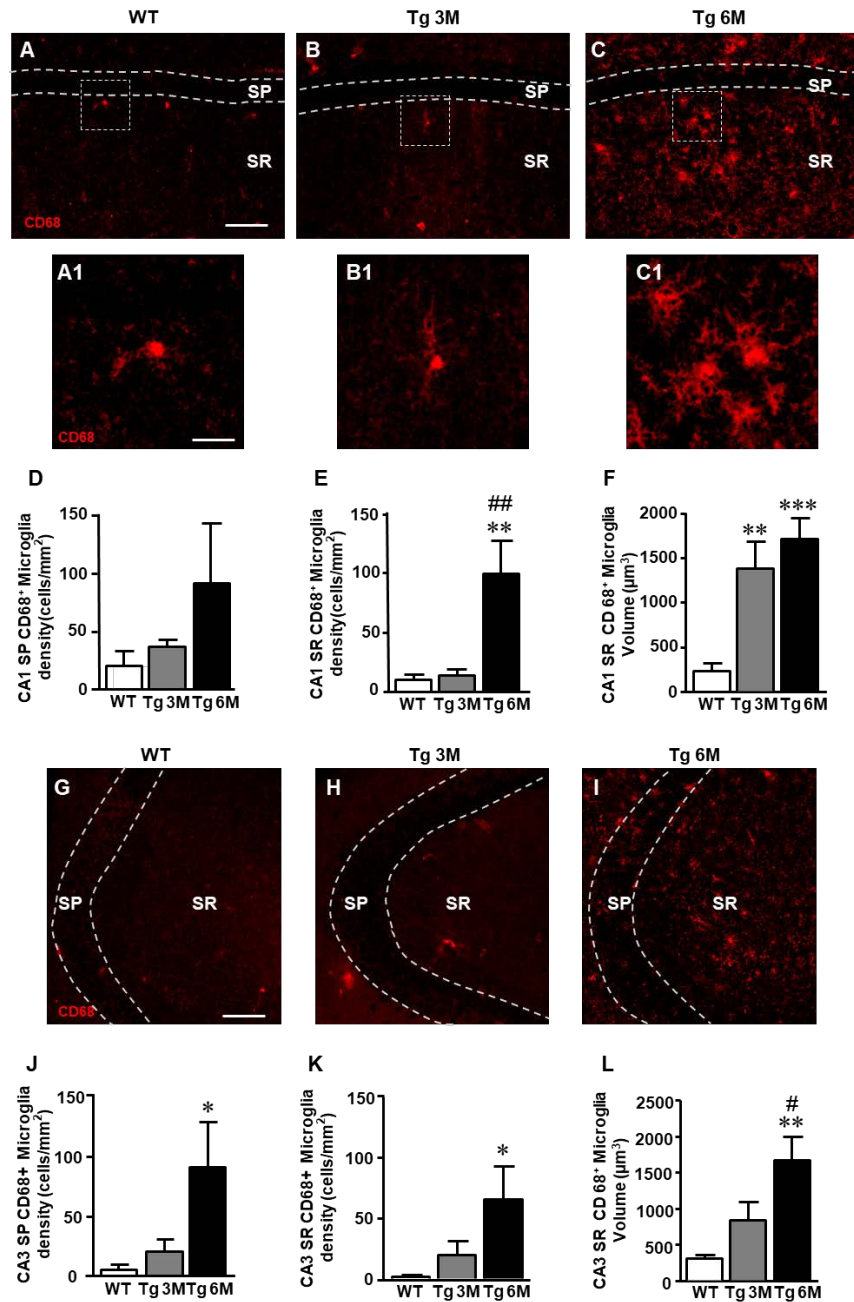 WT Tg 3M Tg 6M
A B C
SP SP SP
SR SR SR
CD68
A1 B1 C1
CD68
D E F
CA1 SP CD68⁺ Microglia
density(cells/mm²)
150
100
50
0
WT Tg 3M Tg 6M
CA1 SR CD68⁺ Microglia
density(cells/mm²)
150
100
50
0
##
**
WT Tg 3M Tg 6M
CA1 SR CD 68⁺ Microglia
Volume (µm³)
2000
1500
1000
500
0
** ***
WT Tg 3M Tg 6M
WT Tg 3M Tg 6M
G H I
SP SR SP SR SP SR
CD68
J K L
CA3 SP CD68+ Microglia
density (cells/mm²)
150
100
50
0
*
WT Tg 3M Tg 6M
CA3 SR CD68+ Microglia
density (cells/mm²)
150
100
50
0
*
WT Tg 3M Tg 6M
CA3 SR CD 68⁺ Microglia
Volume (µm³)
2500
2000
1500
1000
500
0
#
**
WT Tg 3M Tg 6M